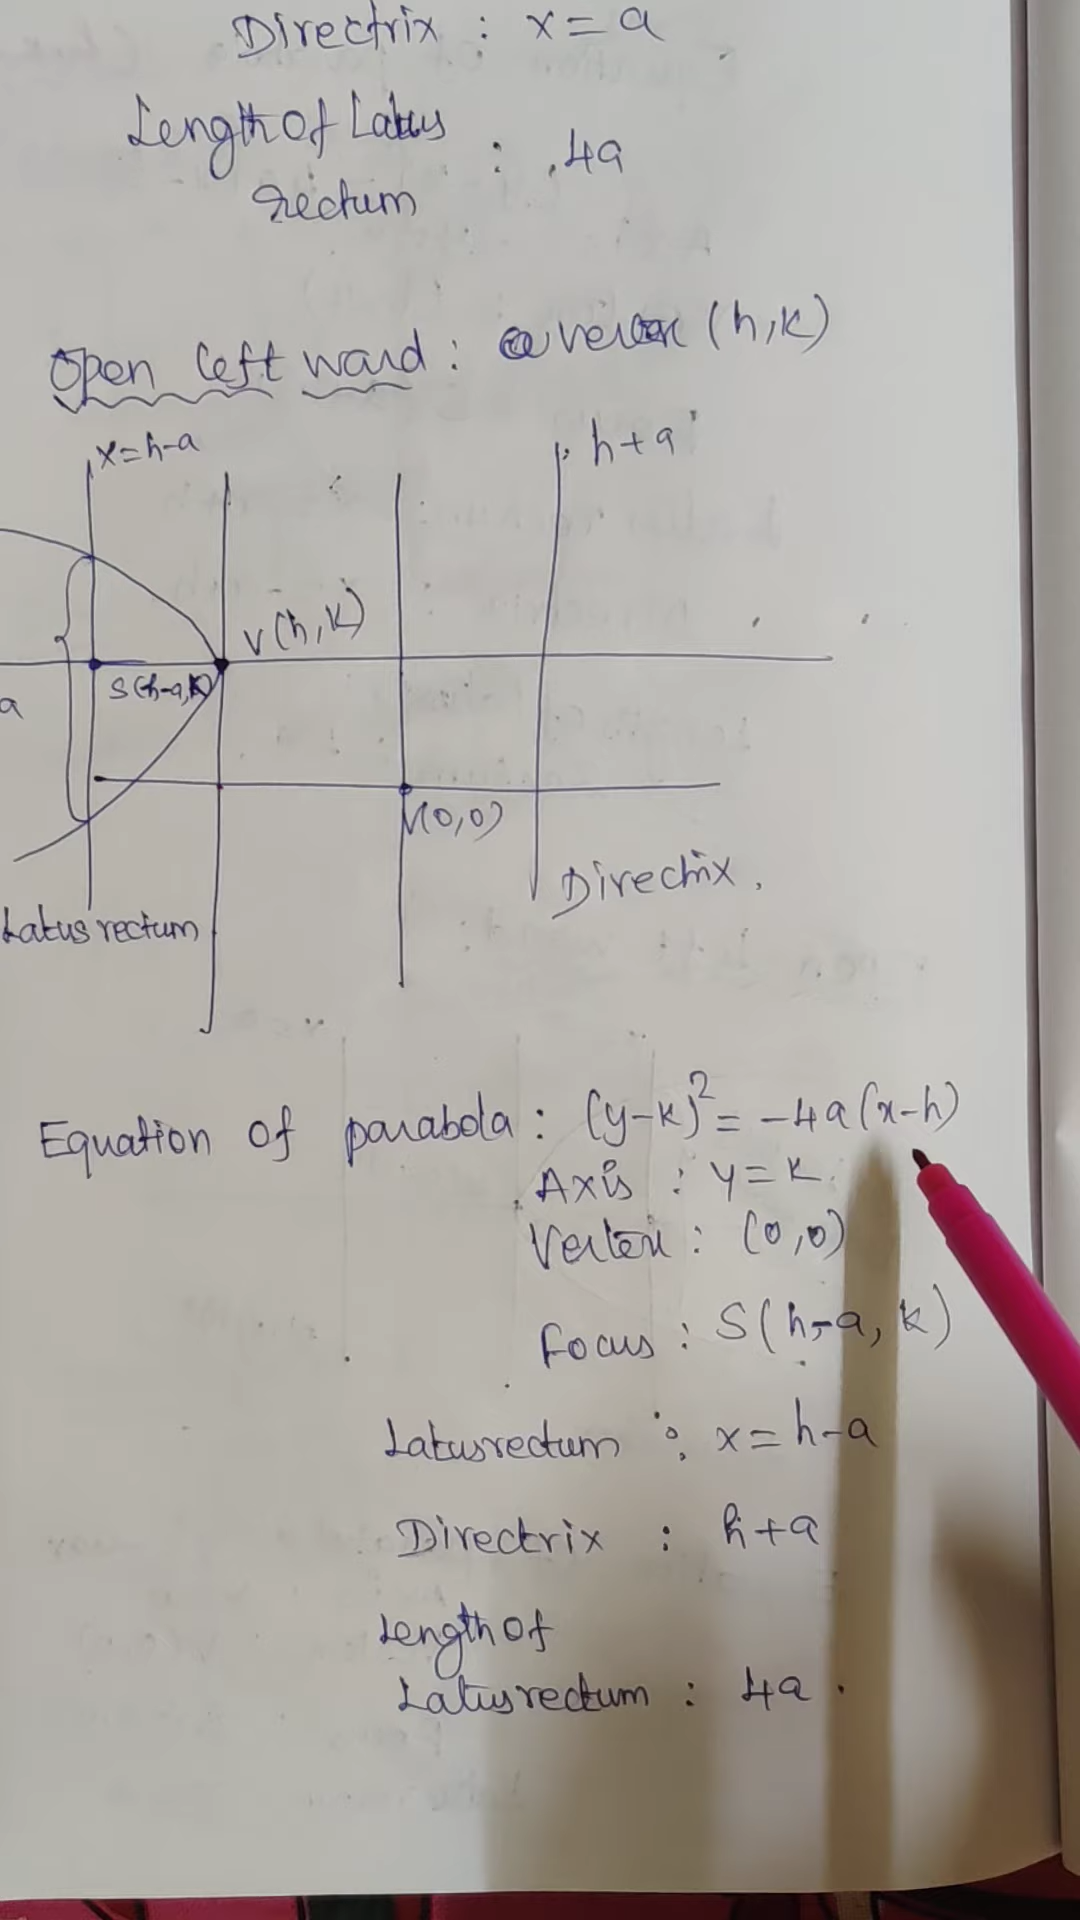 Directrix : x = a
Length of Latus
rectum : 4a
Open left ward : vertex (h,k)
x=h-a
h+a
V(h,k)
S(h-a,k)
a
V(0,0)
Directrix.
Latus rectum
Equation of parabola : (y-k)² = -4a(x-h)
Axis : y = k.
Vertex : (0,0)
Focus : S(h-a, k)
Latusrectum : x = h-a
Directrix : h+a
Length of
Latusrectum : 4a.